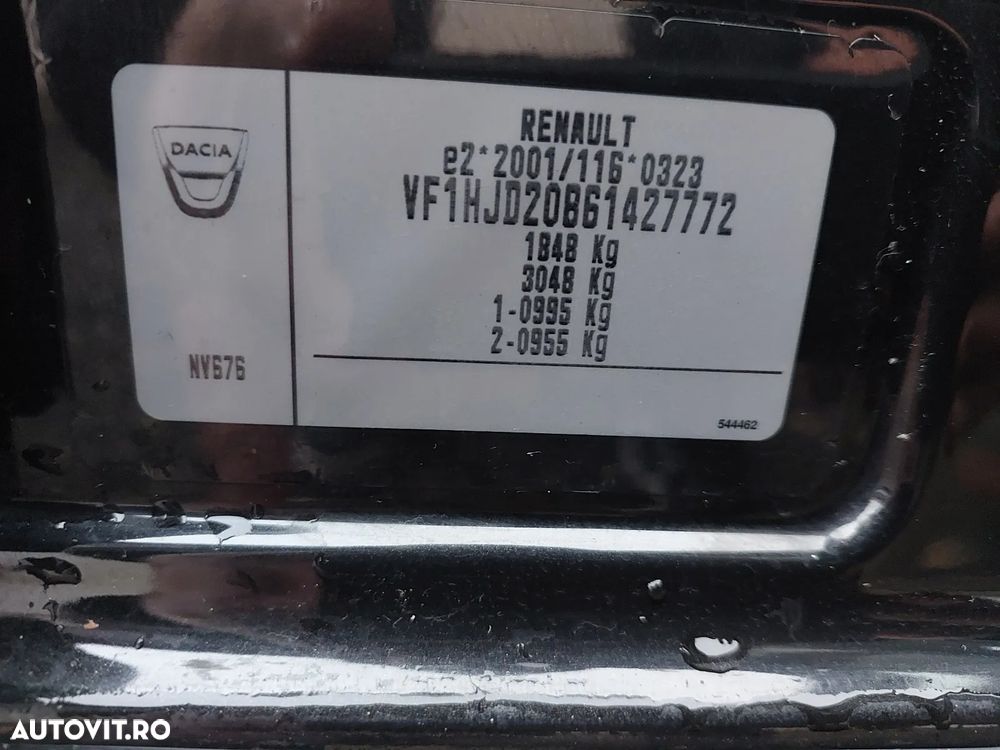 DACIA
NV676
RENAULT
e2*2001/116*0323
VF1HJD20861427772
1848 Kg
3048 Kg
1-0995 Kg
2-0955 Kg
544462
AUTOVIT.RO